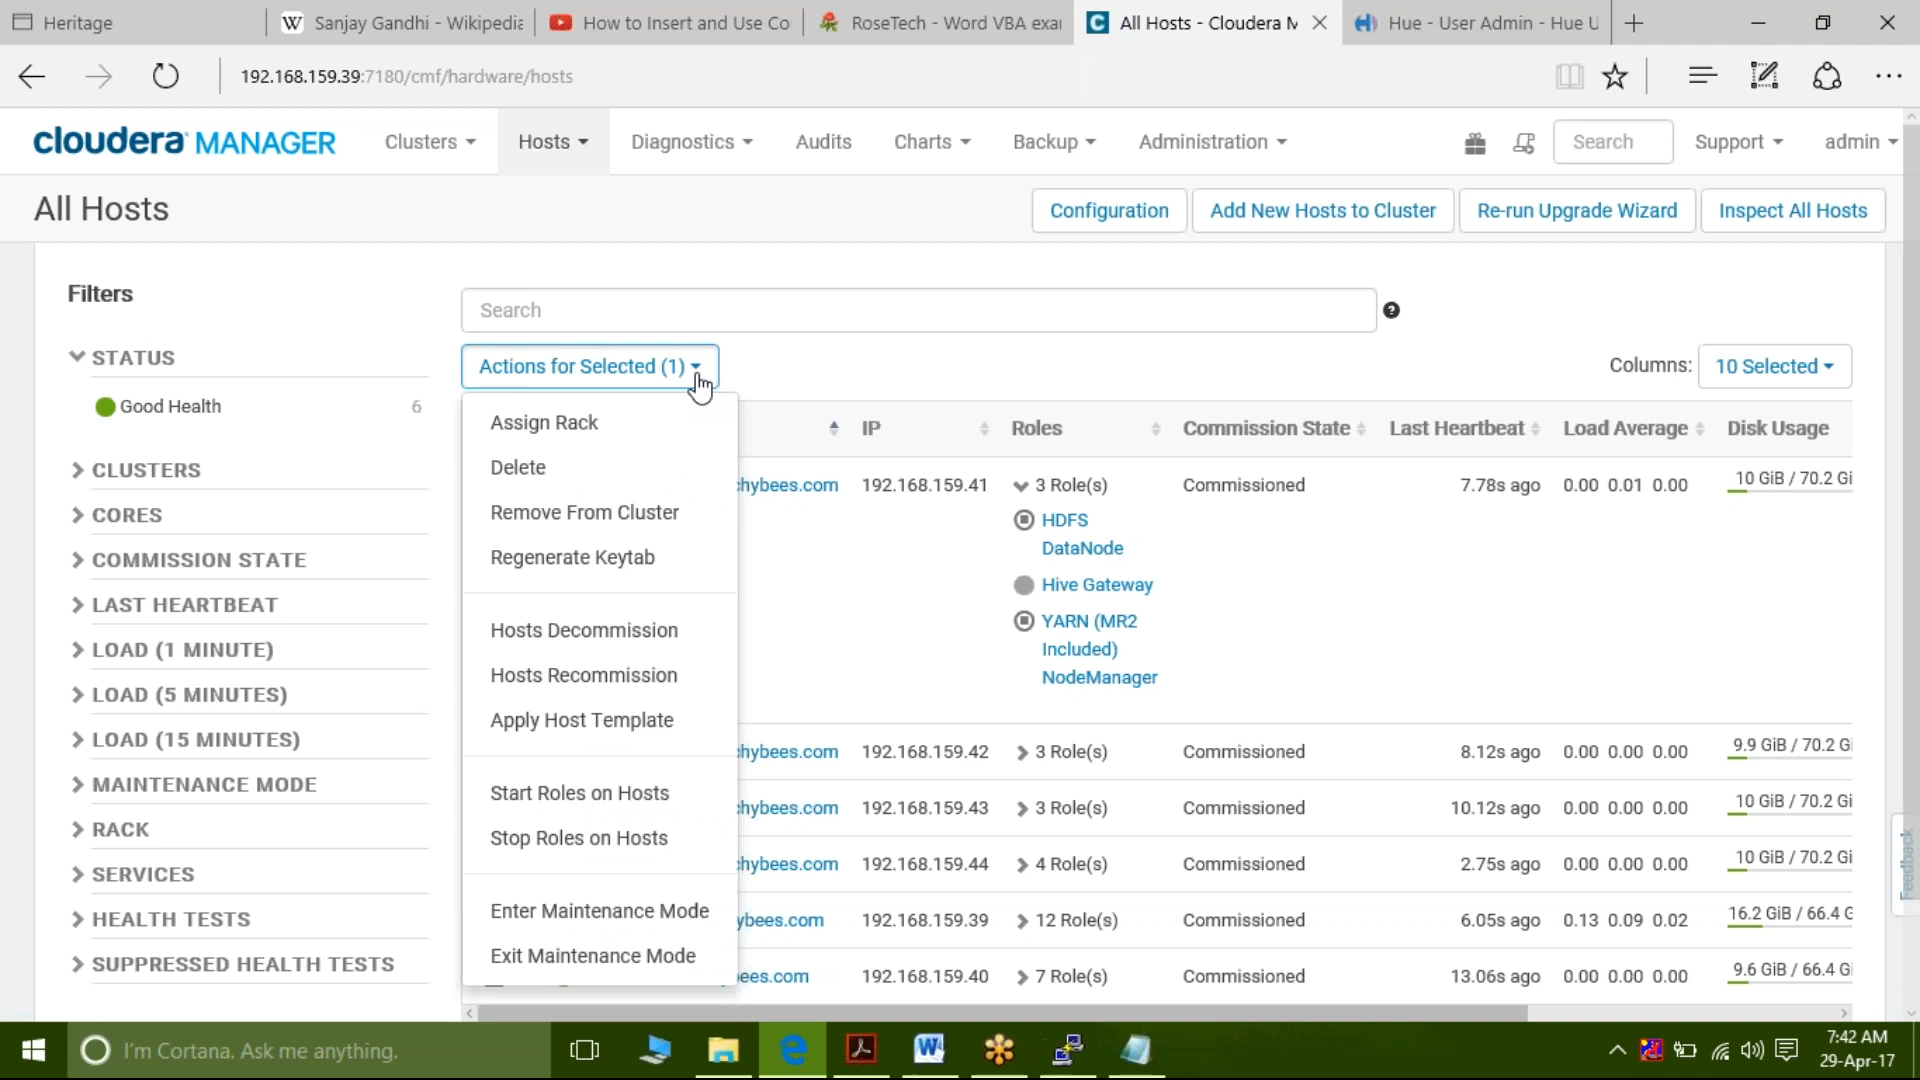 Heritage
Sanjay Gandhi - Wikipedia
How to Insert and Use Co
RoseTech - Word VBA exar
All Hosts - Cloudera M
Hue - User Admin - Hue U
192.168.159.39:7180/cmf/hardware/hosts
cloudera MANAGER
Clusters
Hosts
Diagnostics
Audits
Charts
Backup
Administration
Search
Support
admin
All Hosts
Configuration
Add New Hosts to Cluster
Re-run Upgrade Wizard
Inspect All Hosts
Filters
STATUS
Good Health 6
CLUSTERS
CORES
COMMISSION STATE
LAST HEARTBEAT
LOAD (1 MINUTE)
LOAD (5 MINUTES)
LOAD (15 MINUTES)
MAINTENANCE MODE
RACK
SERVICES
HEALTH TESTS
SUPPRESSED HEALTH TESTS
Search
Actions for Selected (1)
Columns: 10 Selected
Assign Rack
Delete
Remove From Cluster
Regenerate Keytab
Hosts Decommission
Hosts Recommission
Apply Host Template
Start Roles on Hosts
Stop Roles on Hosts
Enter Maintenance Mode
Exit Maintenance Mode
IP Roles Commission State Last Heartbeat Load Average Disk Usage
chybees.com 192.168.159.41 3 Role(s) Commissioned 7.78s ago 0.00 0.01 0.00 10 GiB / 70.2 Gi
HDFS
DataNode
Hive Gateway
YARN (MR2
Included)
NodeManager
chybees.com 192.168.159.42 3 Role(s) Commissioned 8.12s ago 0.00 0.00 0.00 9.9 GiB / 70.2 Gi
chybees.com 192.168.159.43 3 Role(s) Commissioned 10.12s ago 0.00 0.00 0.00 10 GiB / 70.2 Gi
chybees.com 192.168.159.44 4 Role(s) Commissioned 2.75s ago 0.00 0.00 0.00 10 GiB / 70.2 Gi
ybees.com 192.168.159.39 12 Role(s) Commissioned 6.05s ago 0.13 0.09 0.02 16.2 GiB / 66.4 G
bees.com 192.168.159.40 7 Role(s) Commissioned 13.06s ago 0.00 0.00 0.00 9.6 GiB / 66.4 Gi
Feedback
I'm Cortana. Ask me anything.
7:42 AM
29-Apr-17